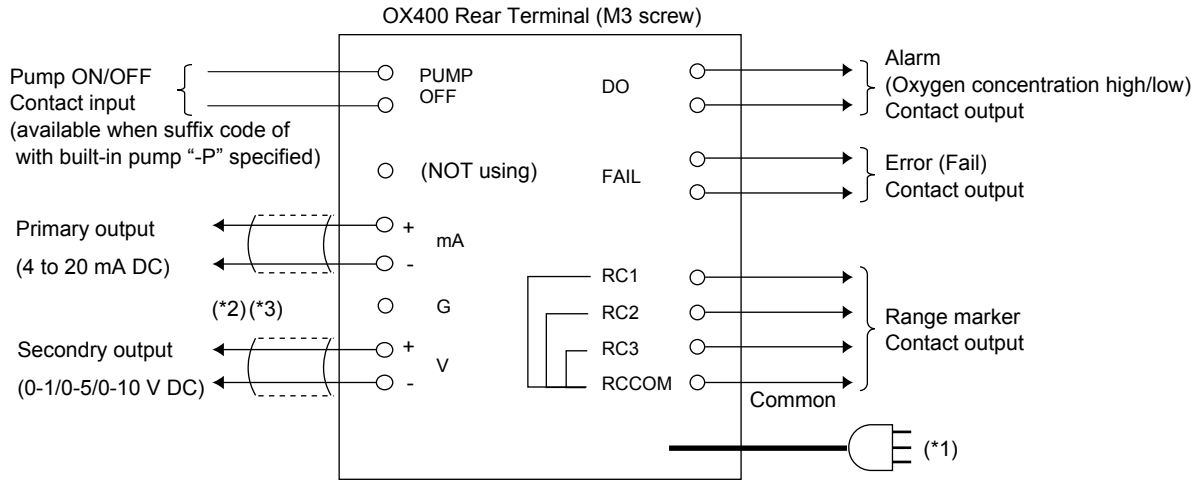 OX400 Rear Terminal (M3 screw)
Pump ON/OFF
Contact input
(available when suffix code of
with built-in pump “-P” specified)
PUMP
OFF
(NOT using)
Primary output
(4 to 20 mA DC)
+
mA
-
(*2)(*3)
G
Secondry output
(0-1/0-5/0-10 V DC)
+
V
-
DO
Alarm
(Oxygen concentration high/low)
Contact output
FAIL
Error (Fail)
Contact output
RC1
RC2
RC3
RCCOM
Range marker
Contact output
Common
(*1)